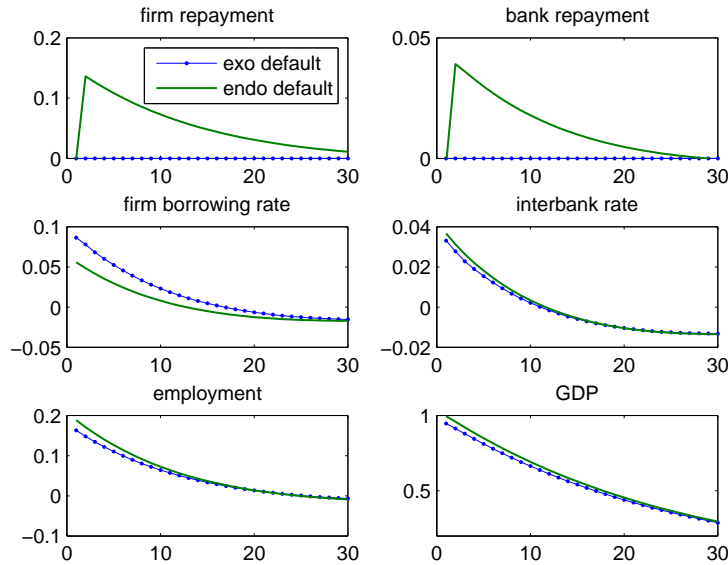 firm repayment
0.2
0.1
0
0 10 20 30
exo default
endo default
bank repayment
0.05
0
0 10 20 30
firm borrowing rate
0.1
0.05
0
−0.05
0 10 20 30
interbank rate
0.04
0.02
0
−0.02
0 10 20 30
employment
0.2
0.1
0
−0.1
0 10 20 30
GDP
1
0.5
0 10 20 30